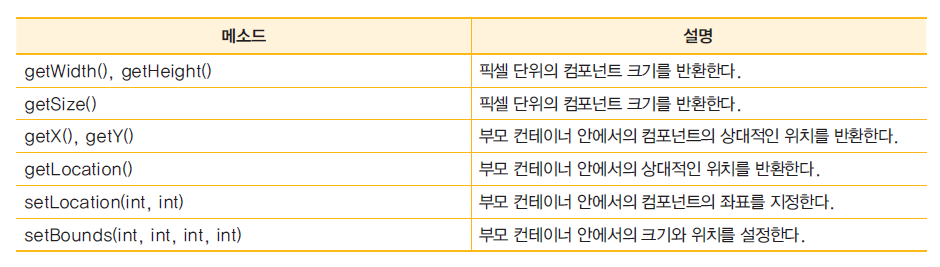 메소드 설명
getWidth(), getHeight() 픽셀 단위의 컴포넌트 크기를 반환한다.
getSize() 픽셀 단위의 컴포넌트 크기를 반환한다.
getX(), getY() 부모 컨테이너 안에서의 컴포넌트의 상대적인 위치를 반환한다.
getLocation() 부모 컨테이너 안에서의 상대적인 위치를 반환한다.
setLocation(int, int) 부모 컨테이너 안에서의 컴포넌트의 좌표를 지정한다.
setBounds(int, int, int, int) 부모 컨테이너 안에서의 크기와 위치를 설정한다.